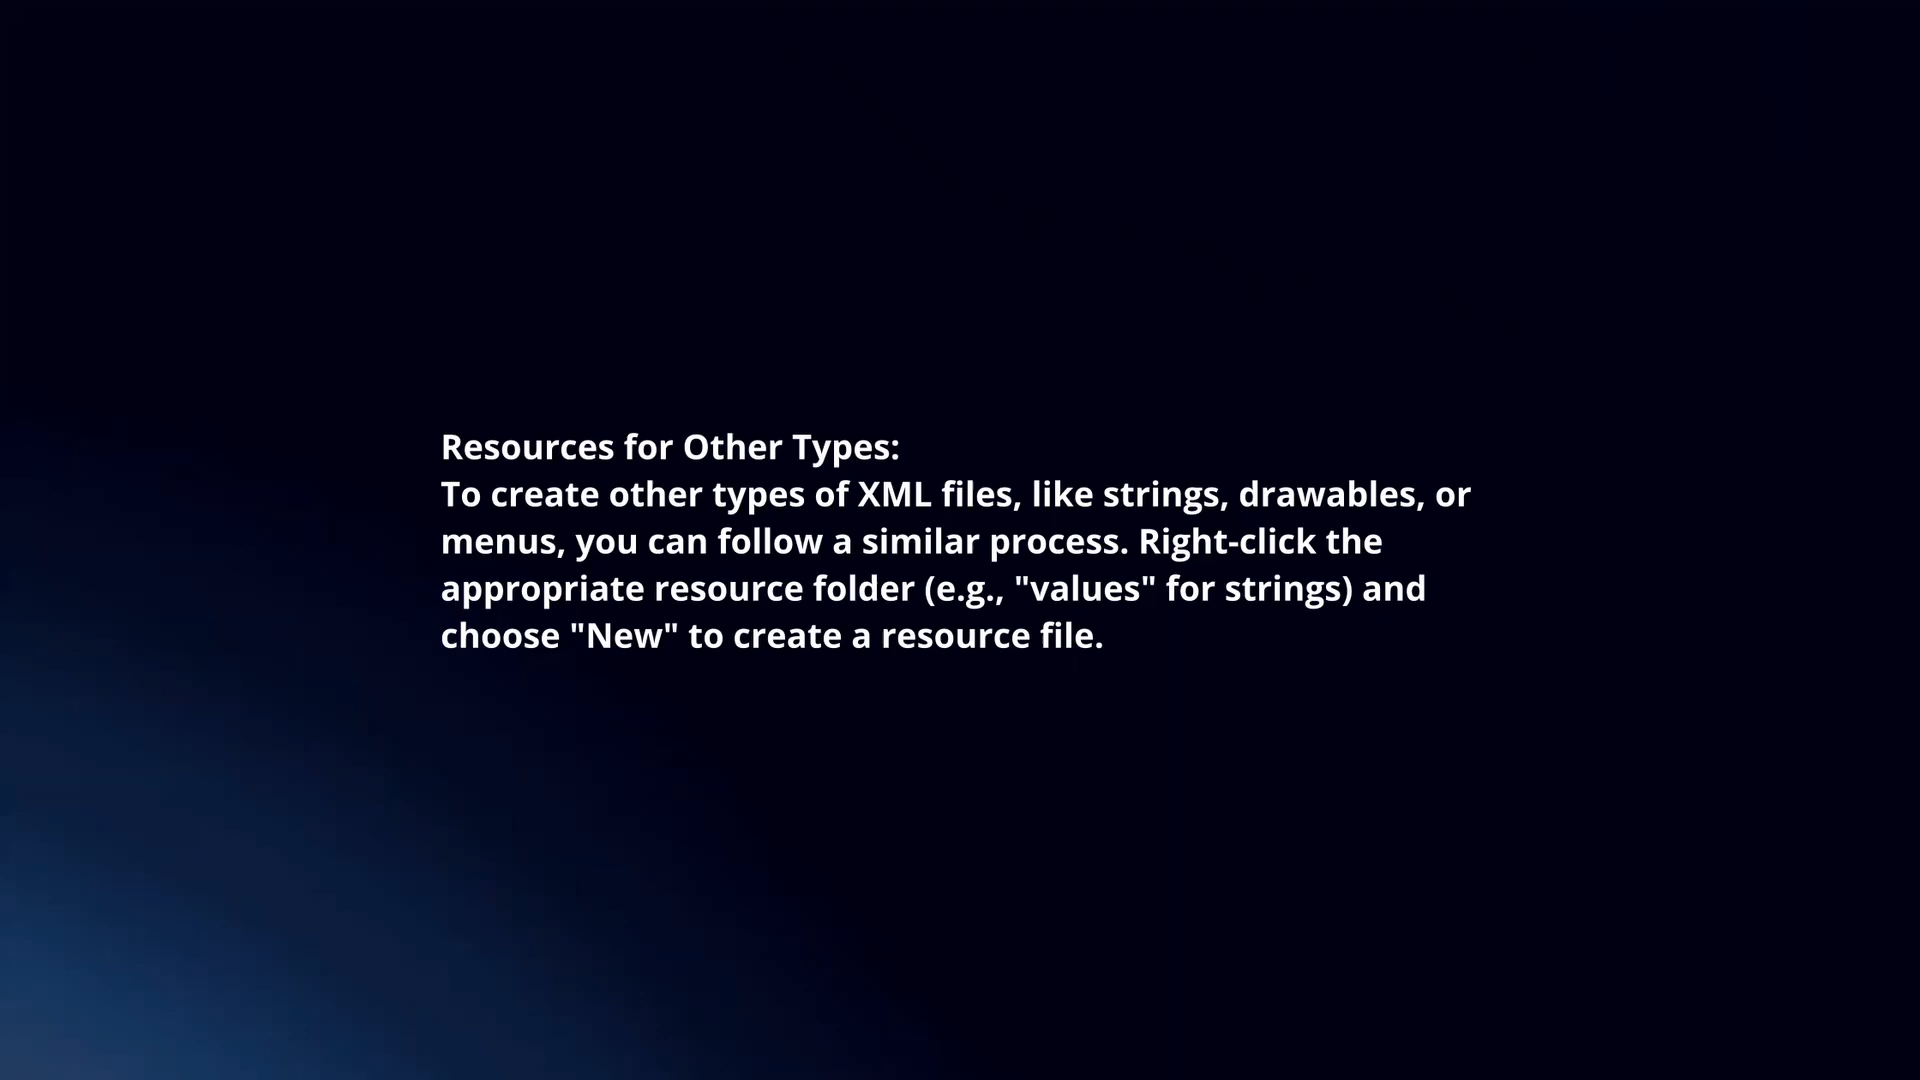 Resources for Other Types:
To create other types of XML files, like strings, drawables, or
menus, you can follow a similar process. Right-click the
appropriate resource folder (e.g., "values" for strings) and
choose "New" to create a resource file.